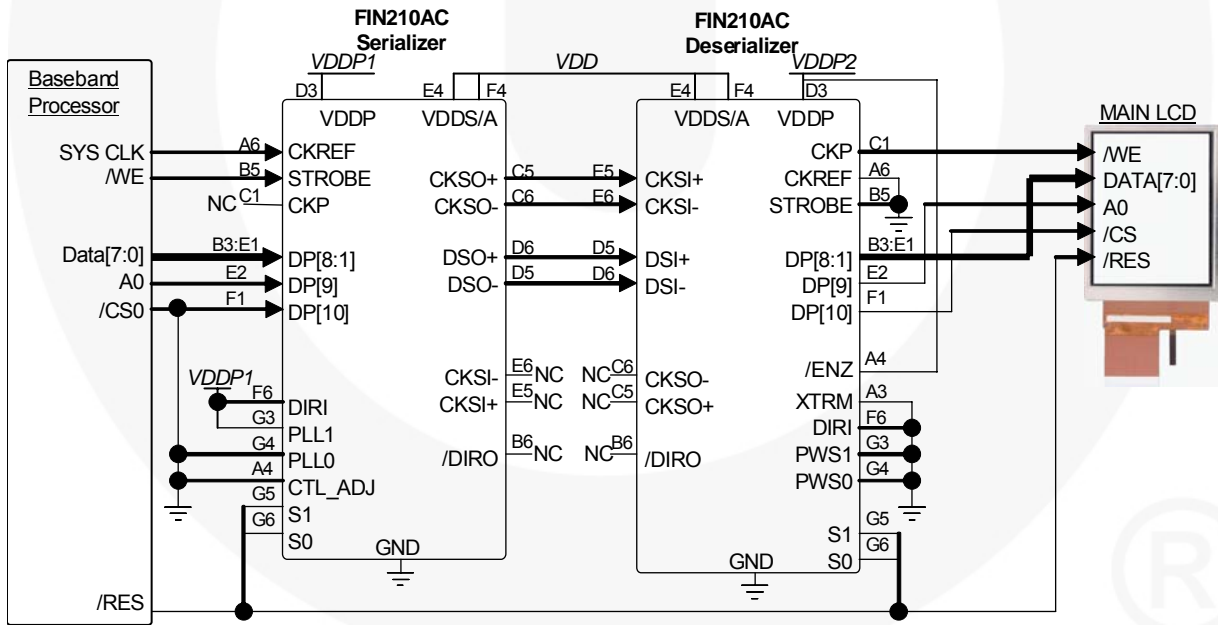 FIN210AC
Serializer
FIN210AC
Deserializer
VDDP1
VDD
VDDP2
Baseband
Processor
D3
E4
F4
E4
F4
D3
MAIN LCD
VDDP
VDDS/A
VDDS/A
VDDP
SYS CLK
A6
CKREF
CKP
C1
/WE
/WE
B5
STROBE
CKSO+
C5
E5
CKSI+
CKREF
A6
DATA[7:0]
NC
C1
CKP
CKSO-
C6
E6
CKSI-
STROBE
B5
A0
/CS
Data[7:0]
B3:E1
DP[8:1]
DSO+
D6
D5
DSI+
DP[8:1]
B3:E1
/RES
A0
E2
DP[9]
DSO-
D5
D6
DSI-
DP[9]
E2
/CS0
F1
DP[10]
DP[10]
F1
VDDP1
CKSI-
E6
NC
NC
C6
CKSO-
/ENZ
A4
F6
DIRI
CKSI+
E5
NC
NC
C5
CKSO+
XTRM
A3
G3
PLL1
DIRI
F6
G4
PLL0
/DIRO
B6
NC
NC
B6
/DIRO
PWS1
G3
A4
CTL_ADJ
PWS0
G4
G5
S1
S1
G5
G6
S0
GND
GND
S0
G6
/RES
®